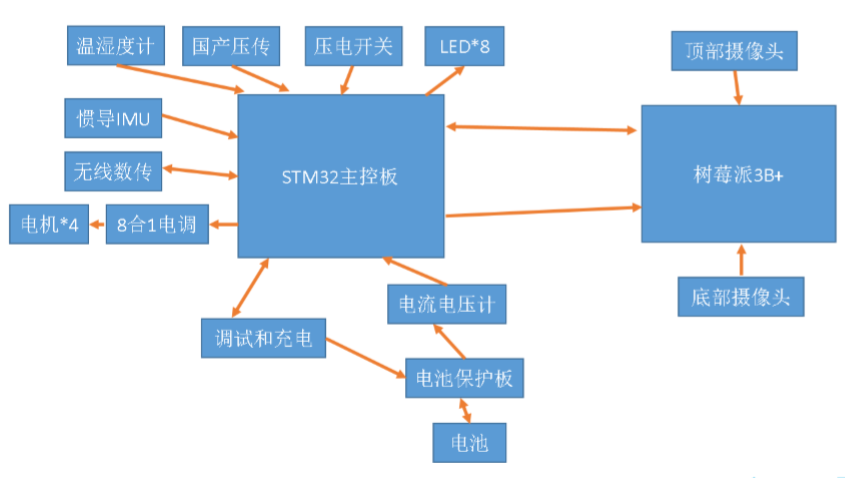 温湿度计
国产压传
压电开关
LED*8
顶部摄像头
惯导IMU
无线数传
STM32主控板
树莓派3B+
电机*4
8合1电调
底部摄像头
电流电压计
调试和充电
电池保护板
电池